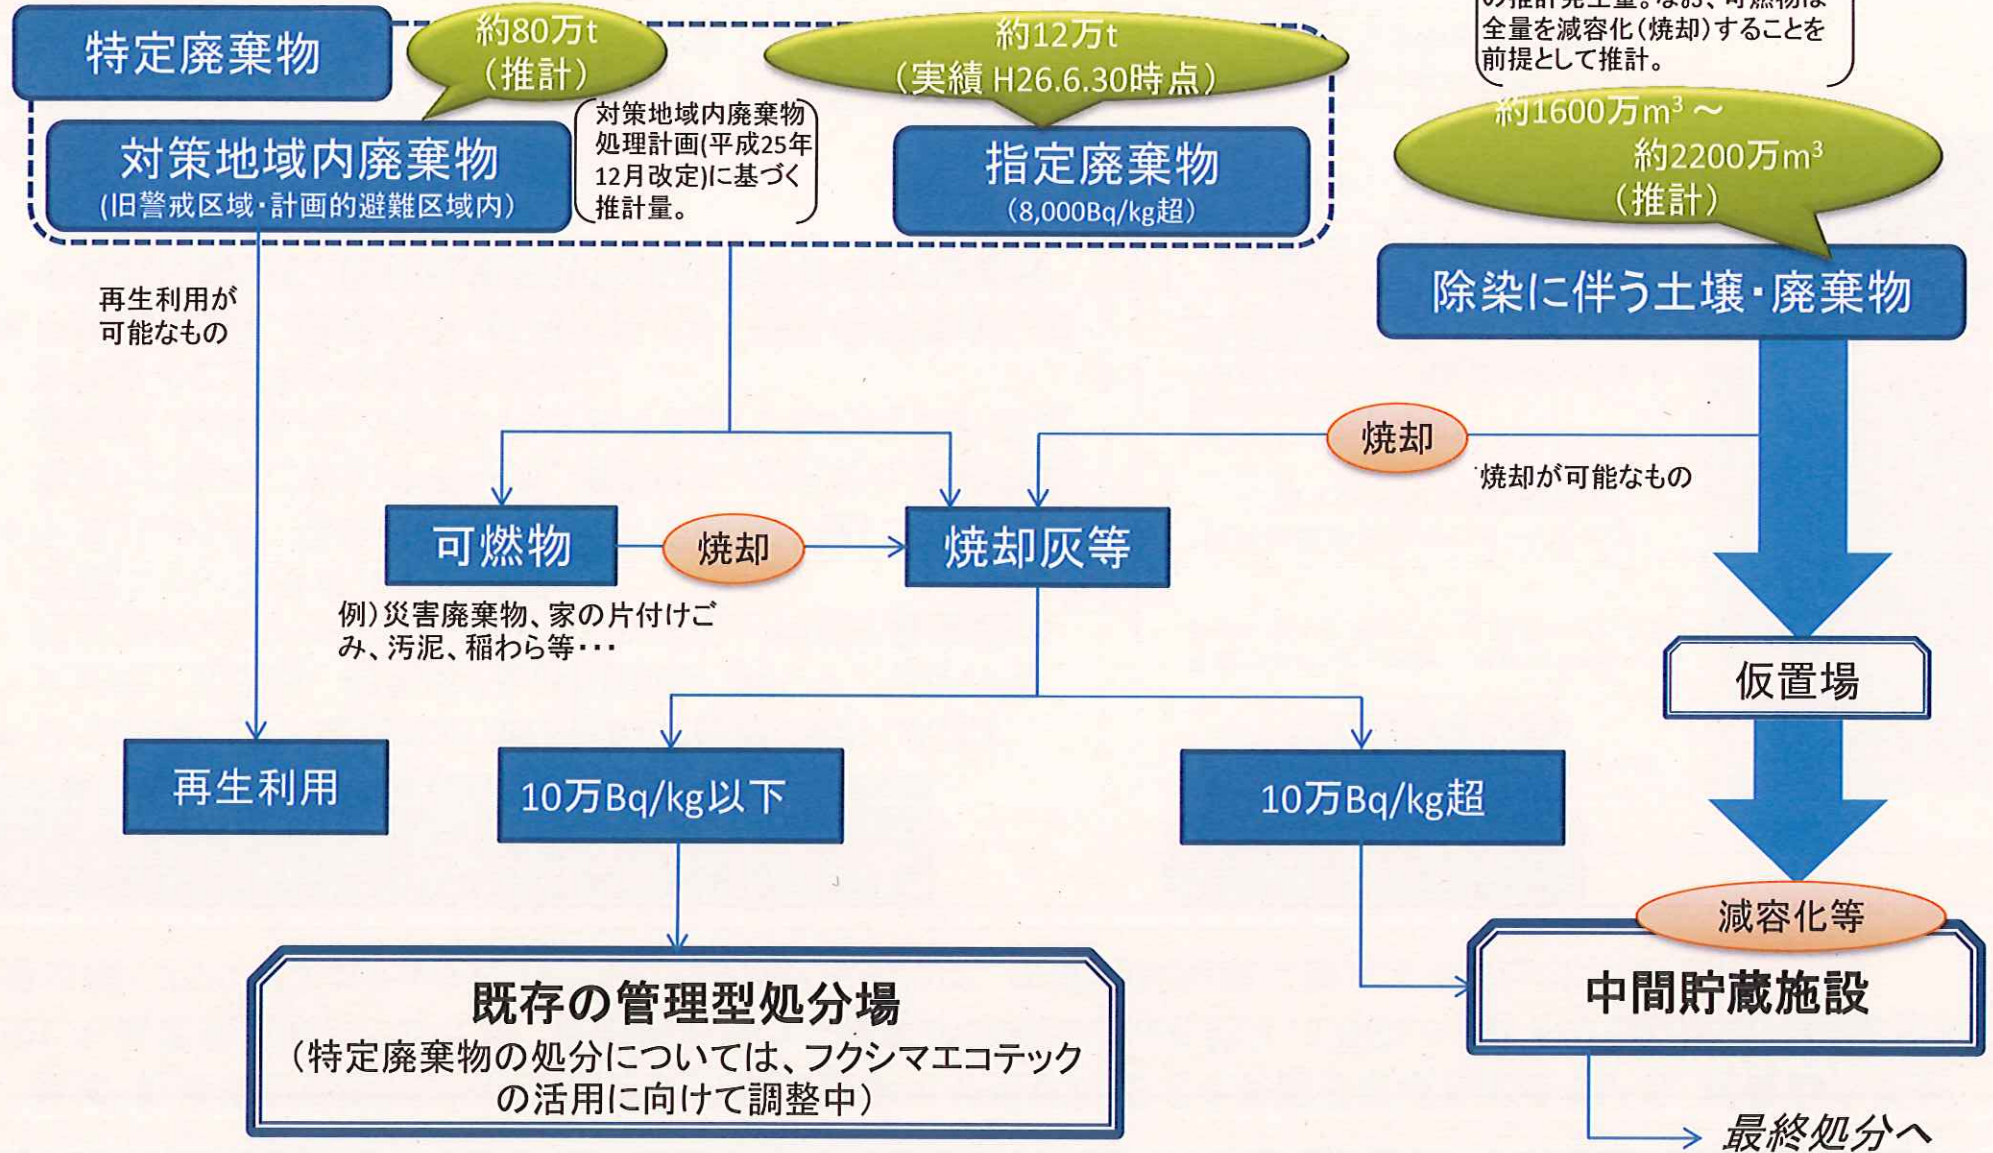 特定廃棄物
約80万t
（推計）
約12万t
（実績 H26.6.30時点）
の推計発生量。なお、可燃物は
全量を減容化（焼却）することを
前提として推計。
対策地域内廃棄物
(旧警戒区域・計画的避難区域内）
対策地域内廃棄物
処理計画(平成25年
12月改定)に基づく
推計量。
指定廃棄物
（8,000Bq/kg超）
約1600万m³～
約2200万m³
（推計）
除染に伴う土壌・廃棄物
再生利用が
可能なもの
焼却
焼却が可能なもの
可燃物
焼却
焼却灰等
例）災害廃棄物、家の片付けご
み、汚泥、稲わら等・・・
仮置場
再生利用
10万Bq/kg以下
10万Bq/kg超
減容化等
既存の管理型処分場
（特定廃棄物の処分については、フクシマエコテック
の活用に向けて調整中）
中間貯蔵施設
最終処分へ